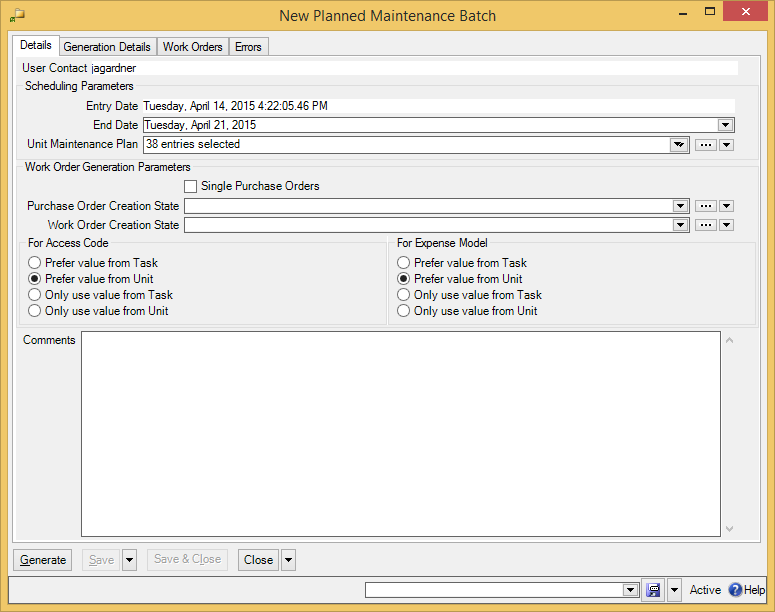 New Planned Maintenance Batch
Details Generation Details Work Orders Errors
User Contact jagardner
Scheduling Parameters
Entry Date Tuesday, April 14, 2015 4:22:05.46 PM
End Date Tuesday, April 21, 2015
Unit Maintenance Plan 38 entries selected
Work Order Generation Parameters
Single Purchase Orders
Purchase Order Creation State
Work Order Creation State
For Access Code
Prefer value from Task
Prefer value from Unit
Only use value from Task
Only use value from Unit
For Expense Model
Prefer value from Task
Prefer value from Unit
Only use value from Task
Only use value from Unit
Comments
Generate Save Save & Close Close
Active Help